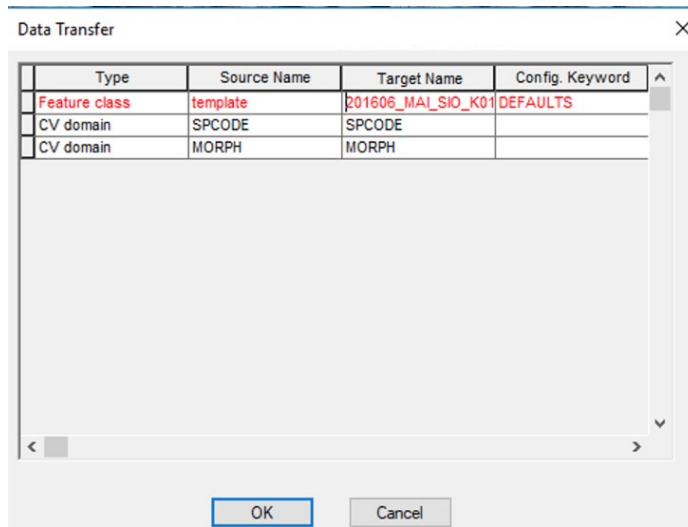 Data Transfer
Type Source Name Target Name Config. Keyword
Feature class template 201606_MAI_SIO_K01 DEFAULTS
CV domain SPCODE SPCODE
CV domain MORPH MORPH
OK Cancel